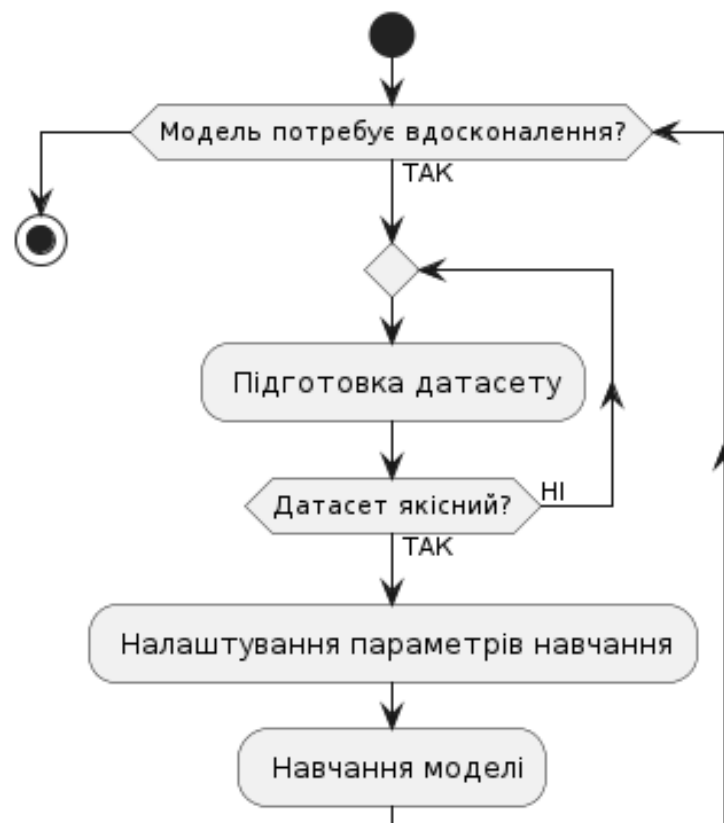 Модель потребує вдосконалення?
ТАК
Підготовка датасету
Датасет якісний?
НІ
ТАК
Налаштування параметрів навчання
Навчання моделі